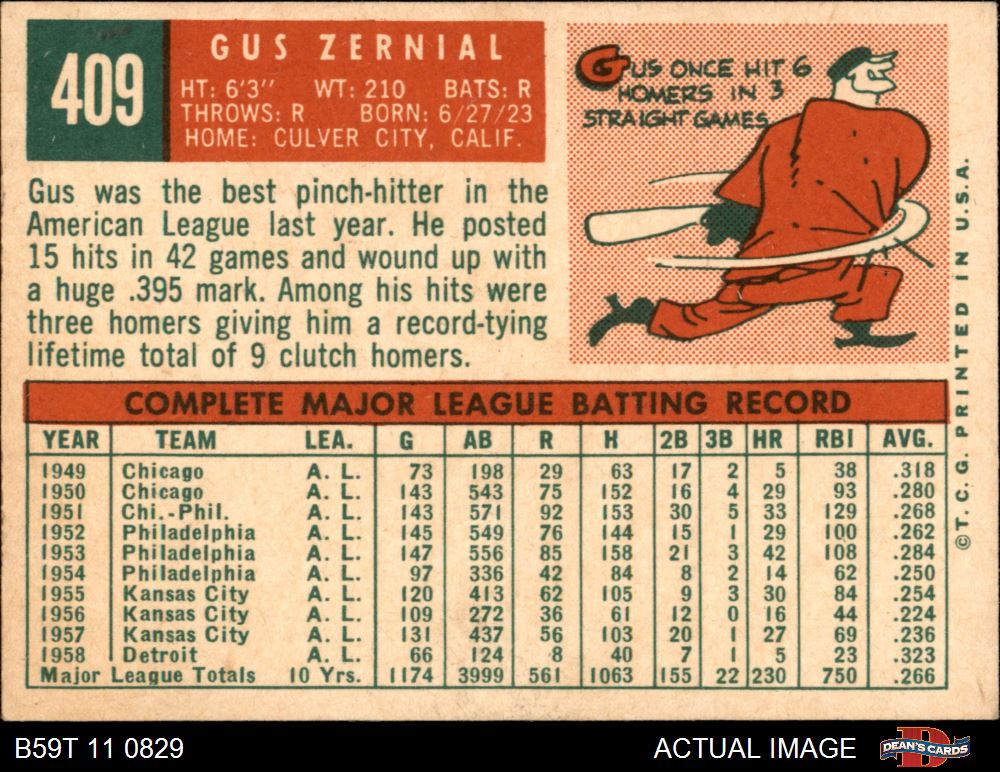 409
GUS ZERNIAL
HT: 6'3" WT: 210 BATS: R
THROWS: R BORN: 6/27/23
HOME: CULVER CITY, CALIF.
GUS ONCE HIT 6
HOMERS IN 3
STRAIGHT GAMES
Gus was the best pinch-hitter in the
American League last year. He posted
15 hits in 42 games and wound up with
a huge .395 mark. Among his hits were
three homers giving him a record-tying
lifetime total of 9 clutch homers.
COMPLETE MAJOR LEAGUE BATTING RECORD
YEAR TEAM LEA. G AB R H 2B 3B HR RBI AVG.
1949 Chicago A. L. 73 198 29 63 17 2 5 38 .318
1950 Chicago A. L. 143 543 75 152 16 4 29 93 .280
1951 Chi.-Phil. A. L. 143 571 92 153 30 5 33 129 .268
1952 Philadelphia A. L. 145 549 76 144 15 1 29 100 .262
1953 Philadelphia A. L. 147 556 85 158 21 3 42 108 .284
1954 Philadelphia A. L. 97 336 42 84 8 2 14 62 .250
1955 Kansas City A. L. 120 413 62 105 9 3 30 84 .254
1956 Kansas City A. L. 109 272 36 61 12 0 16 44 .224
1957 Kansas City A. L. 131 437 56 103 20 1 27 69 .236
1958 Detroit A. L. 66 124 8 40 7 1 5 23 .323
Major League Totals 10 Yrs. 1174 3999 561 1063 155 22 230 750 .266
©T. C. G. PRINTED IN U.S.A.
B59T 11 0829
ACTUAL IMAGE
DEAN'S CARDS